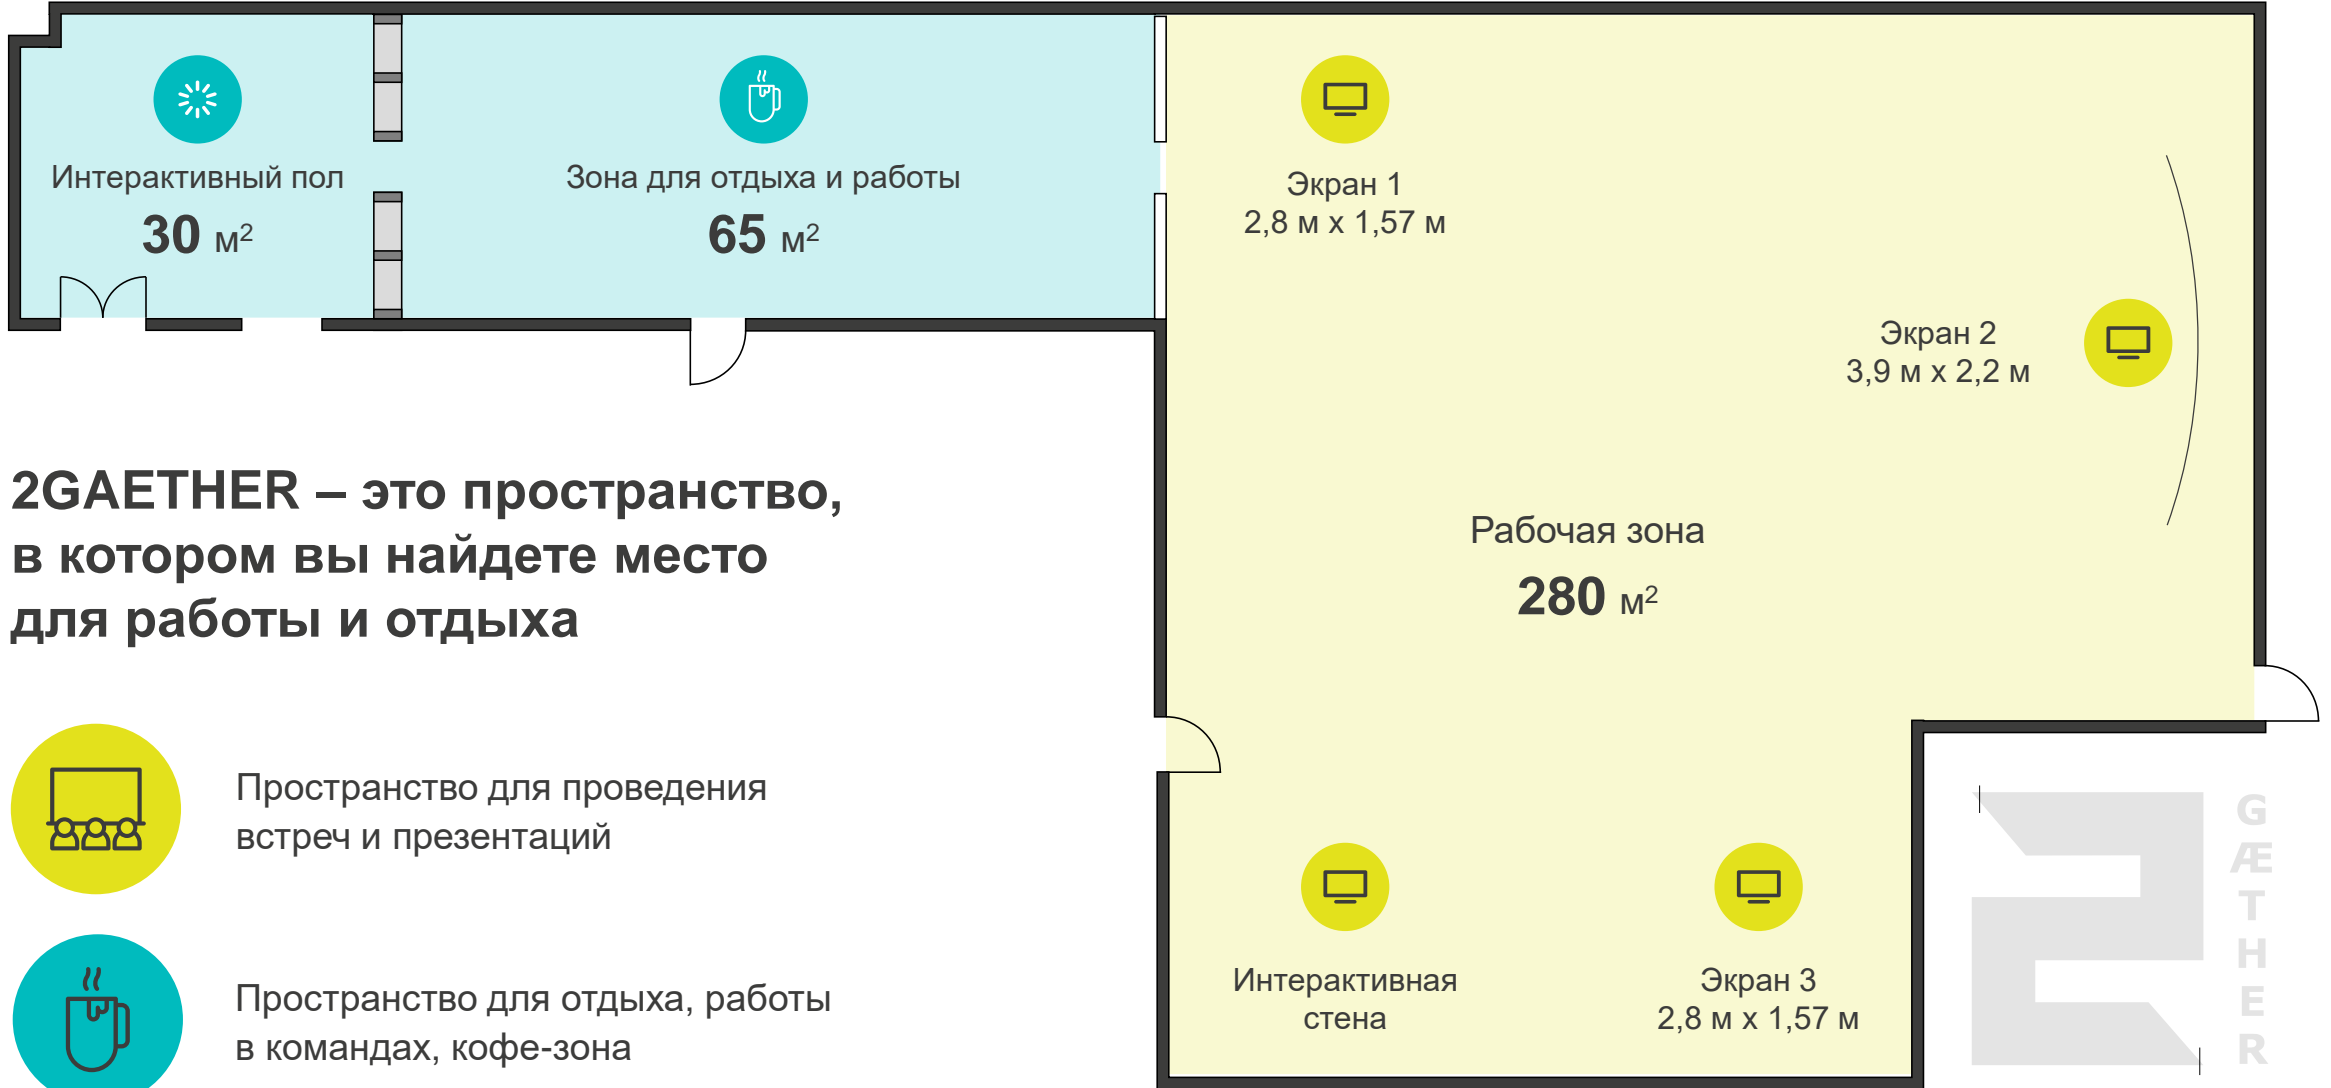 Интерактивный пол
30 м²
Зона для отдыха и работы
65 м²
Экран 1
2,8 м x 1,57 м
Экран 2
3,9 м x 2,2 м
Рабочая зона
280 м²
2GAETHER – это пространство,
в котором вы найдете место
для работы и отдыха
Пространство для проведения
встреч и презентаций
Пространство для отдыха, работы
в командах, кофе-зона
Интерактивная
стена
Экран 3
2,8 м x 1,57 м
2
GÆTHER